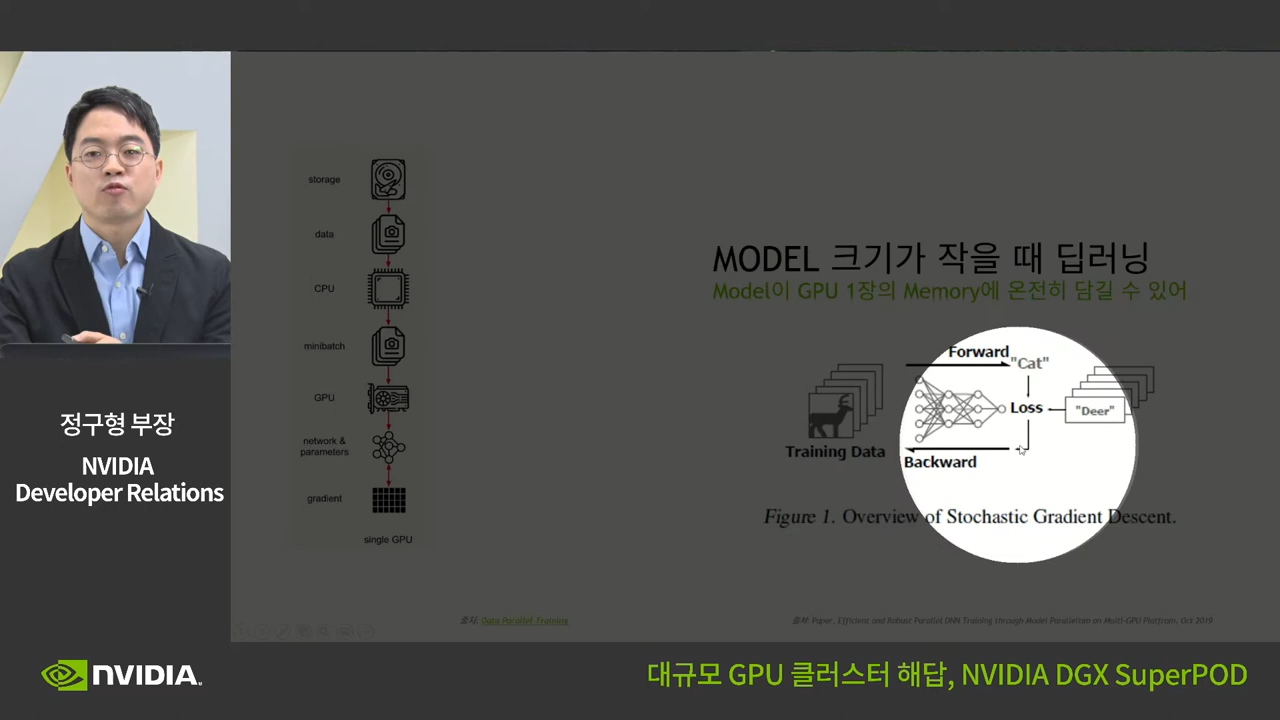 MODEL 크기가 작을 때 딥러닝
Model이 GPU 1장의 Memory에 온전히 담길 수 있어
storage
data
CPU
minibatch
GPU
network &
parameters
gradient
single GPU
Forward
"Cat"
Loss
"Deer"
Training Data
Backward
Figure 1. Overview of Stochastic Gradient Descent.
출처: Data Parallel Training
출처: Paper, Efficient and Robust Parallel DNN Training through Model Parallelism on Multi-GPU Platfrom, Oct 2019
정구형 부장
NVIDIA
Developer Relations
NVIDIA.
대규모 GPU 클러스터 해답, NVIDIA DGX SuperPOD